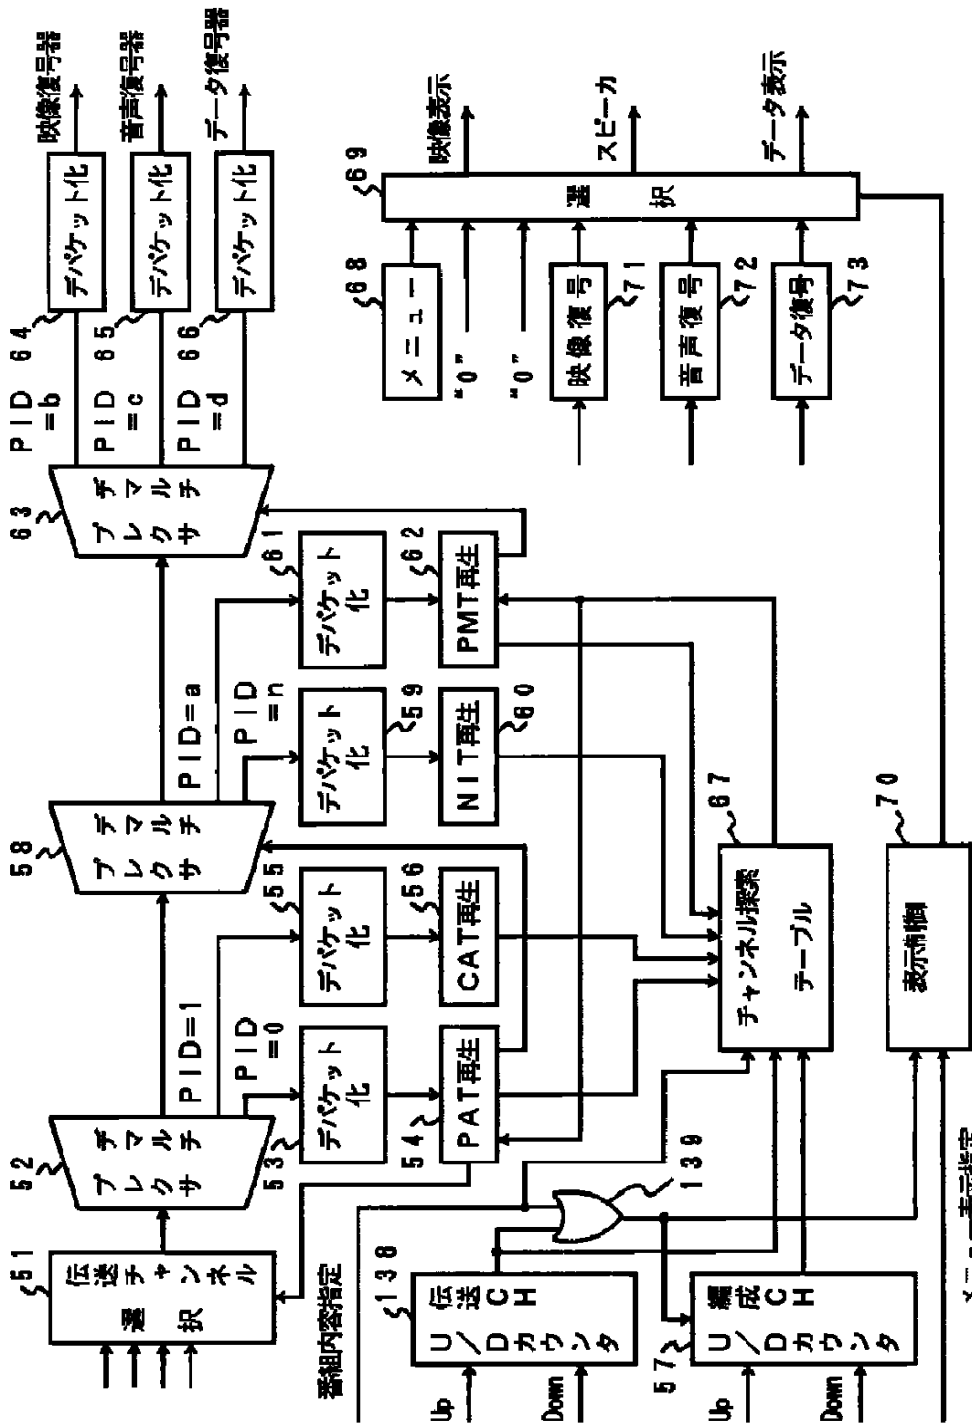 伝送チャンネル
選択
51
デマルチ
プレクサ
52
PID=1
PID
=0
デパケット
化
53
PAT再生
54
デパケット
化
55
CAT再生
56
デマルチ
プレクサ
58
PID=a
PID
=n
デパケット
化
59
NIT再生
60
デパケット
化
61
PMT再生
62
デマルチ
プレクサ
63
PID
=b
64
デパケット化
映像復号器
PID
=c
65
デパケット化
音声復号器
PID
=d
66
デパケット化
データ復号器
番組内容指定
138
伝送CH
U/Dカウンタ
Up
Down
139
57
編成CH
U/Dカウンタ
Up
Down
チャンネル探索
テーブル
67
表示制御
70
メニュー
68
"0"
"0"
映像復号
71
音声復号
72
データ復号
73
選択
69
映像表示
スピーカ
データ表示